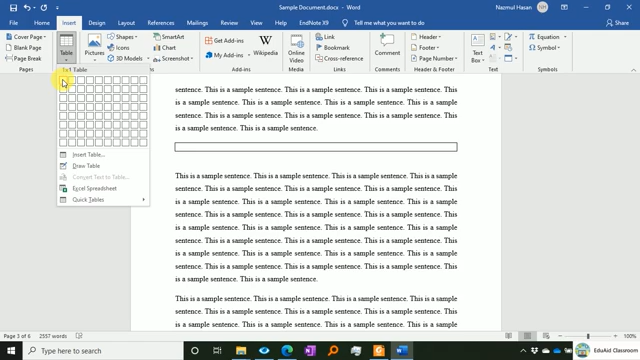 Sample Document.docx - Word
Nazmul Hasan
NH
File Insert Design Layout References Mailings Review View Help EndNote X9 Tell me what you want to do
Cover Page
Blank Page
Page Break
Pages
Table
Pictures
Shapes
Icons
3D Models
SmartArt
Chart
Screenshot
Get Add-ins
My Add-ins
Wikipedia
Add-ins
Online Video
Media
Link
Bookmark
Cross-reference
Links
Comment
Comments
Header
Footer
Page Number
Header & Footer
Text
Equation
Symbol
Symbols
1x1 Table
Insert Table...
Draw Table
Convert Text to Table...
Excel Spreadsheet
Quick Tables
sentence. This is a sample sentence. This is a sample sentence. This is a sample sentence. This
is a sample sentence. This is a sample sentence. This is a sample sentence. This is a sample
sentence. This is a sample sentence. This is a sample sentence. This is a sample sentence. This
is a sample sentence.
This is a sample sentence. This is a sample sentence. This is a sample sentence. This is a sample
sentence. This is a sample sentence. This is a sample sentence. This is a sample sentence. This
is a sample sentence. This is a sample sentence. This is a sample sentence. This is a sample
sentence. This is a sample sentence. This is a sample sentence. This is a sample sentence. This
is a sample sentence. This is a sample sentence. This is a sample sentence. This is a sample
sentence. This is a sample sentence. This is a sample sentence. This is a sample sentence. This
is a sample sentence. This is a sample sentence. This is a sample sentence. This is a sample
sentence. This is a sample sentence. This is a sample sentence. This is a sample sentence. This
is a sample sentence.
This is a sample sentence. This is a sample sentence. This is a sample sentence. This is a sample
sentence. This is a sample sentence. This is a sample sentence. This is a sample sentence. This
is a sample sentence. This is a sample sentence. This is a sample sentence. This is a sample
Page 3 of 6 2557 words
100%
Type here to search
EduAid Classroom